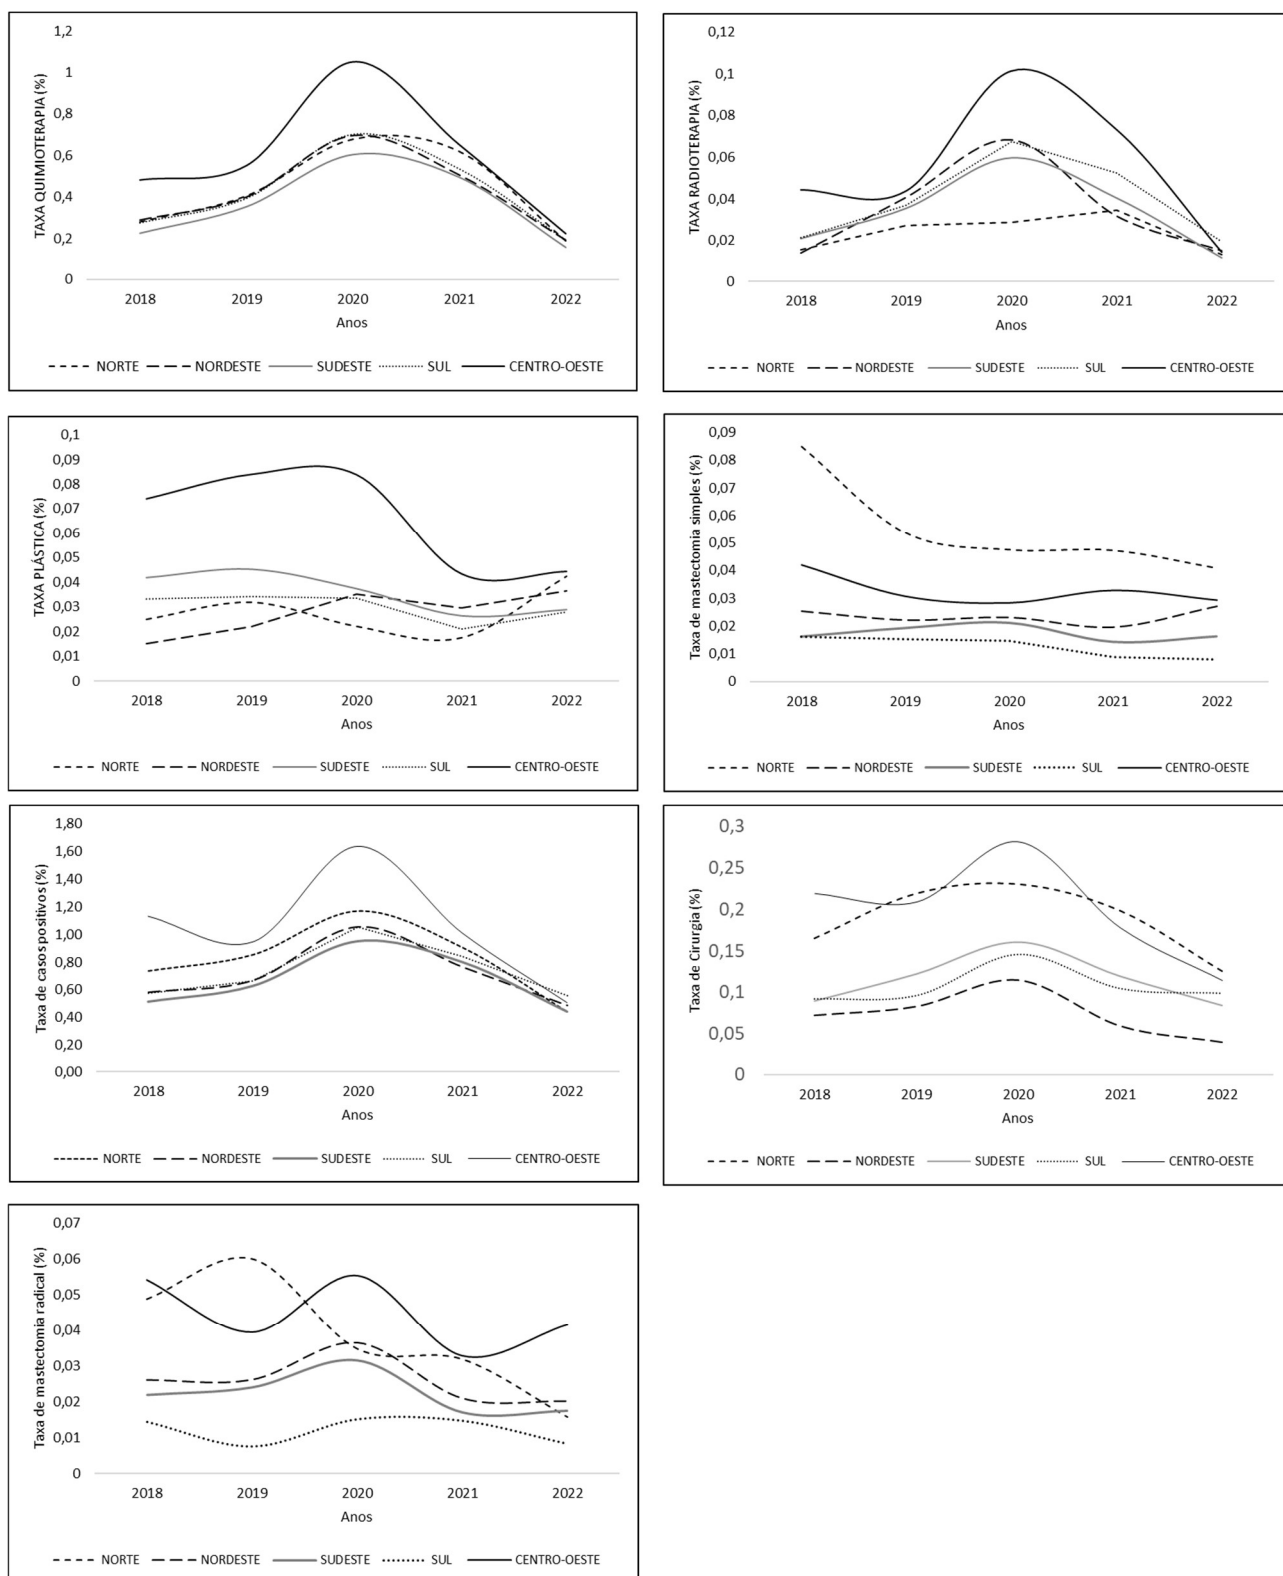 TAXA QUIMIOTERAPIA (%)
1,2
1
0,8
0,6
0,4
0,2
0
2018 2019 2020 2021 2022
Anos
NORTE NORDESTE SUDESTE SUL CENTRO-OESTE
TAXA RADIOTERAPIA (%)
0,12
0,1
0,08
0,06
0,04
0,02
0
2018 2019 2020 2021 2022
Anos
NORTE NORDESTE SUDESTE SUL CENTRO-OESTE
TAXA PLÁSTICA (%)
0,1
0,09
0,08
0,07
0,06
0,05
0,04
0,03
0,02
0,01
0
2018 2019 2020 2021 2022
Anos
NORTE NORDESTE SUDESTE SUL CENTRO-OESTE
Taxa de mastectomia simples (%)
0,09
0,08
0,07
0,06
0,05
0,04
0,03
0,02
0,01
0
2018 2019 2020 2021 2022
Anos
NORTE NORDESTE SUDESTE SUL CENTRO-OESTE
Taxa de casos positivos (%)
1,80
1,60
1,40
1,20
1,00
0,80
0,60
0,40
0,20
0,00
2018 2019 2020 2021 2022
Anos
NORTE NORDESTE SUDESTE SUL CENTRO-OESTE
Taxa de Cirurgia (%)
0,3
0,25
0,2
0,15
0,1
0,05
0
2018 2019 2020 2021 2022
Anos
NORTE NORDESTE SUDESTE SUL CENTRO-OESTE
Taxa de mastectomia radical (%)
0,07
0,06
0,05
0,04
0,03
0,02
0,01
0
2018 2019 2020 2021 2022
Anos
NORTE NORDESTE SUDESTE SUL CENTRO-OESTE